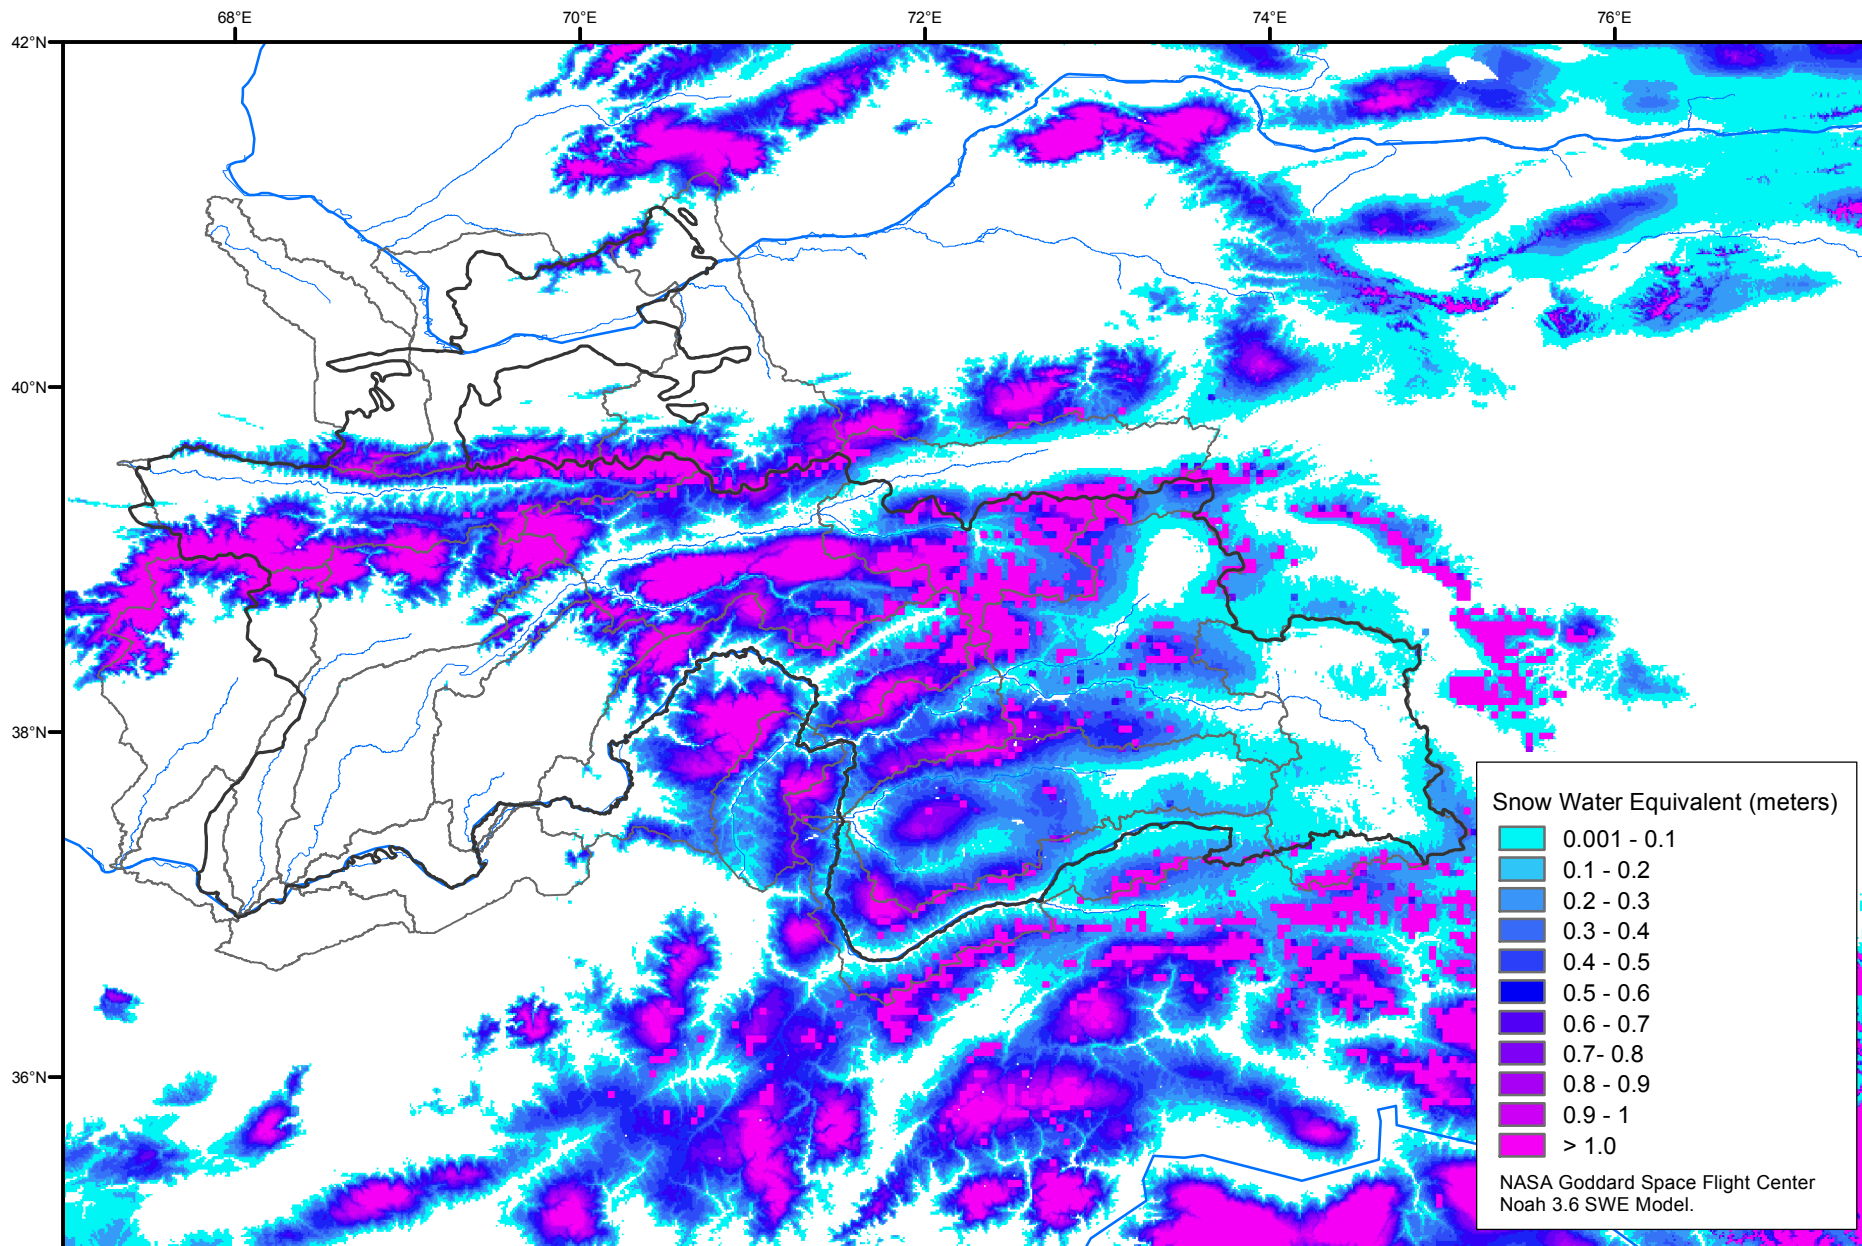 68°E
70°E
72°E
74°E
76°E
42°N
40°N
38°N
36°N
Snow Water Equivalent (meters)
0.001 - 0.1
0.1 - 0.2
0.2 - 0.3
0.3 - 0.4
0.4 - 0.5
0.5 - 0.6
0.6 - 0.7
0.7- 0.8
0.8 - 0.9
0.9 - 1
> 1.0
NASA Goddard Space Flight Center
Noah 3.6 SWE Model.